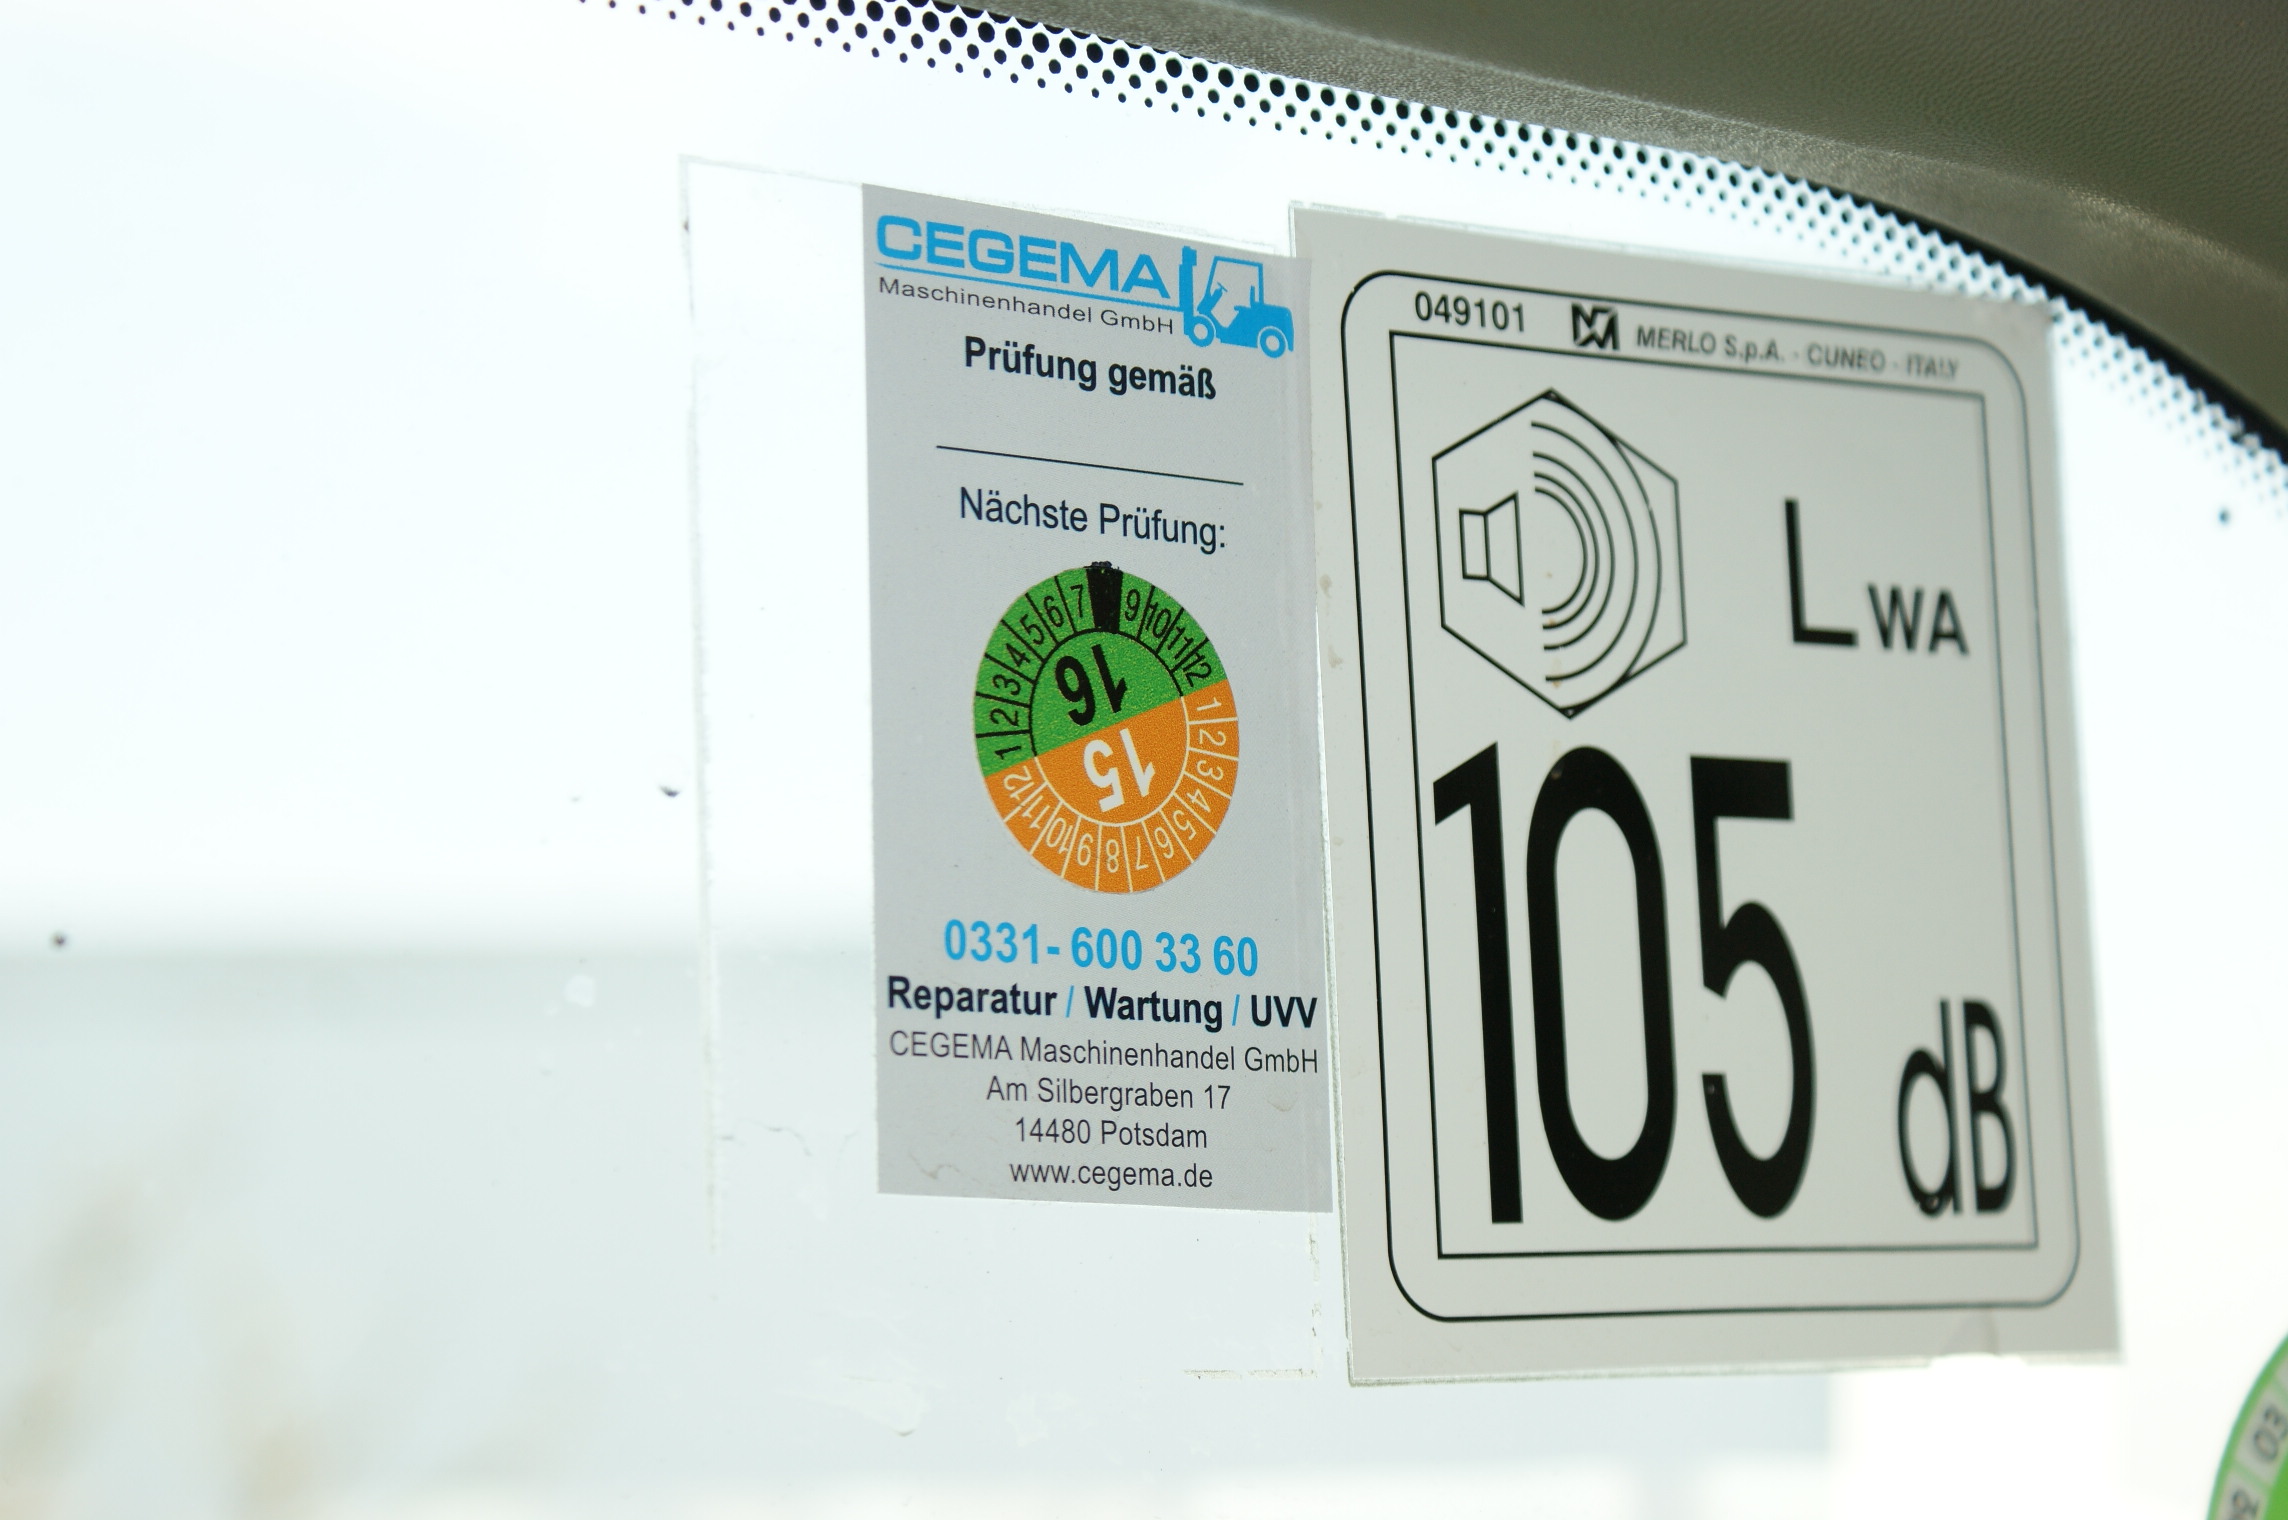 CEGEMA
Maschinenhandel GmbH
Prüfung gemäß
Nächste Prüfung:
1 2 3 4 5 6 7 9 10 11 12
16
15
1 2 3 4 5 6 7 8 9 10 11 12
0331- 600 33 60
Reparatur / Wartung / UVV
CEGEMA Maschinenhandel GmbH
Am Silbergraben 17
14480 Potsdam
www.cegema.de
049101 MERLO S.p.A. - CUNEO - ITALY
LWA
105
dB
03